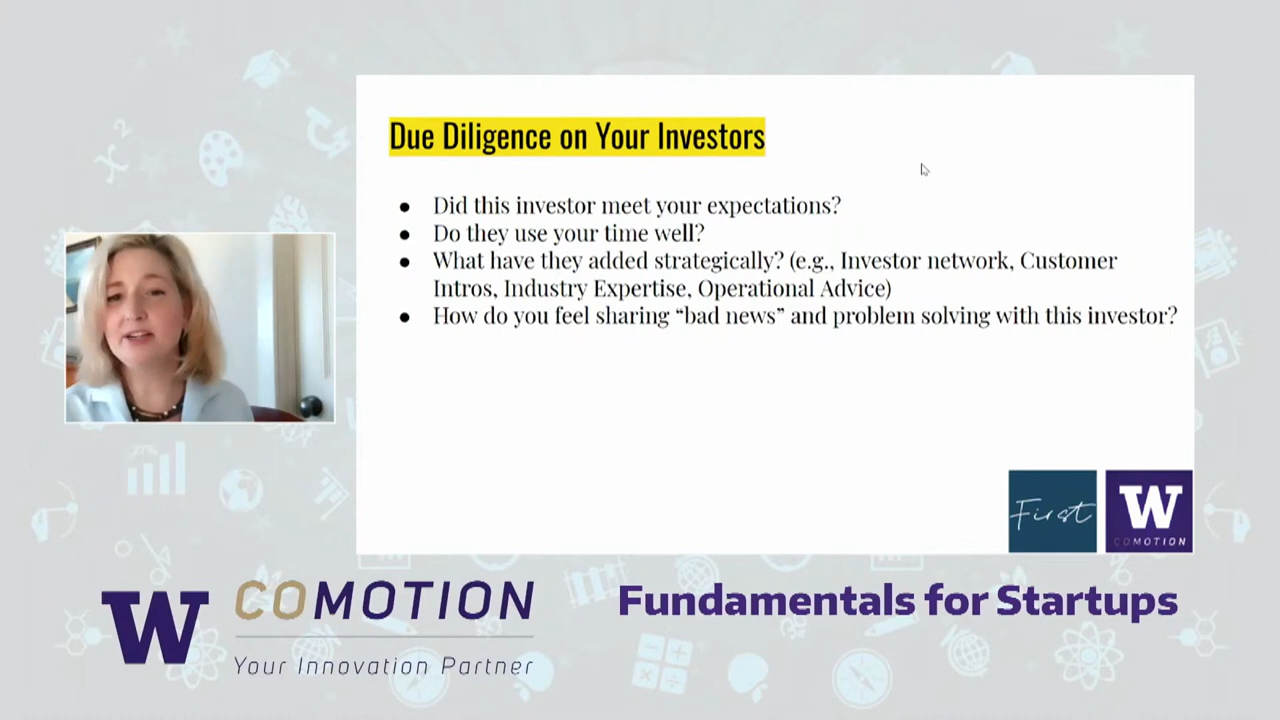 Due Diligence on Your Investors
● Did this investor meet your expectations?
● Do they use your time well?
● What have they added strategically? (e.g., Investor network, Customer
Intros, Industry Expertise, Operational Advice)
● How do you feel sharing “bad news” and problem solving with this investor?
First
W
COMOTION
W
COMOTION
Your Innovation Partner
Fundamentals for Startups